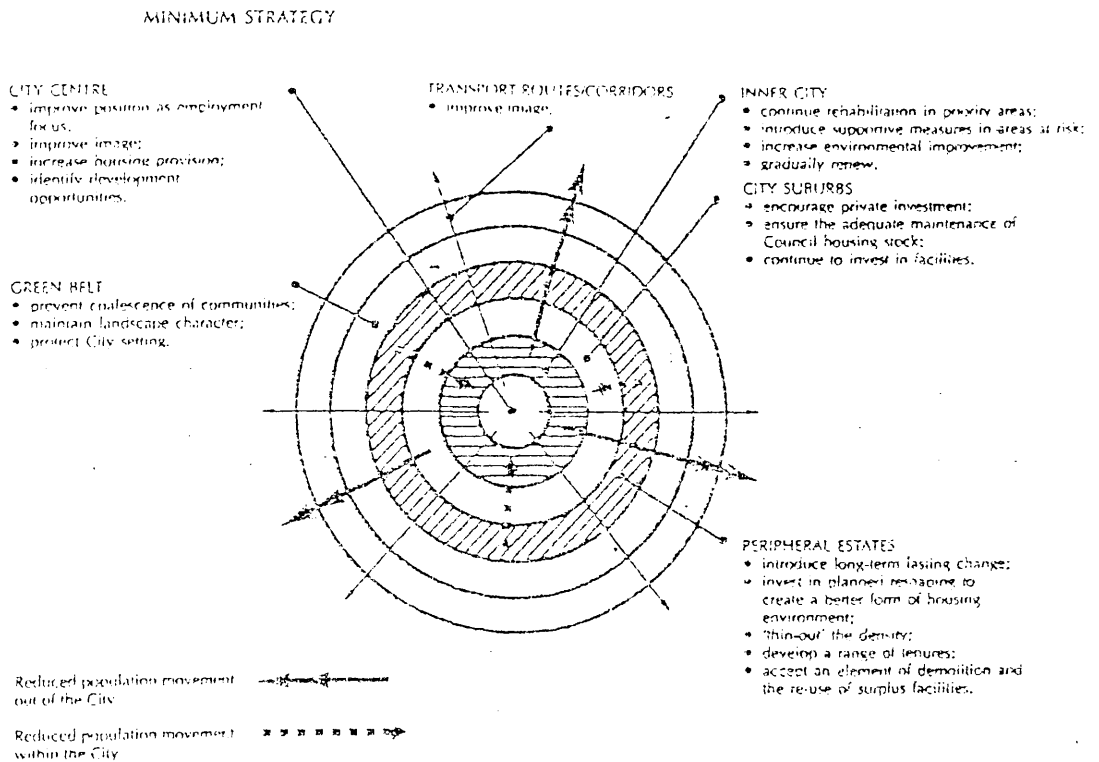 MINIMUM STRATEGY
CITY CENTRE
• improve position as employment
focus.
• improve image;
• increase housing provision;
• identify development
opportunities.
TRANSPORT ROUTES/CORRIDORS
• improve image.
INNER CITY
• continue rehabilitation in priority areas;
• introduce supportive measures in areas at risk;
• increase environmental improvement;
• gradually renew.
CITY SUBURBS
• encourage private investment;
• ensure the adequate maintenance of
Council housing stock;
• continue to invest in facilities.
GREEN BELT
• prevent coalescence of communities;
• maintain landscape character;
• protect City setting.
PERIPHERAL ESTATES
• introduce long-term lasting change;
• invest in planned reshaping to
create a better form of housing
environment;
• 'thin-out' the density;
• develop a range of tenures;
• accept an element of demolition and
the re-use of surplus facilities.
Reduced population movement
out of the City
Reduced population movement
within the City